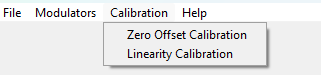 File Modulators Calibration Help
Zero Offset Calibration
Linearity Calibration